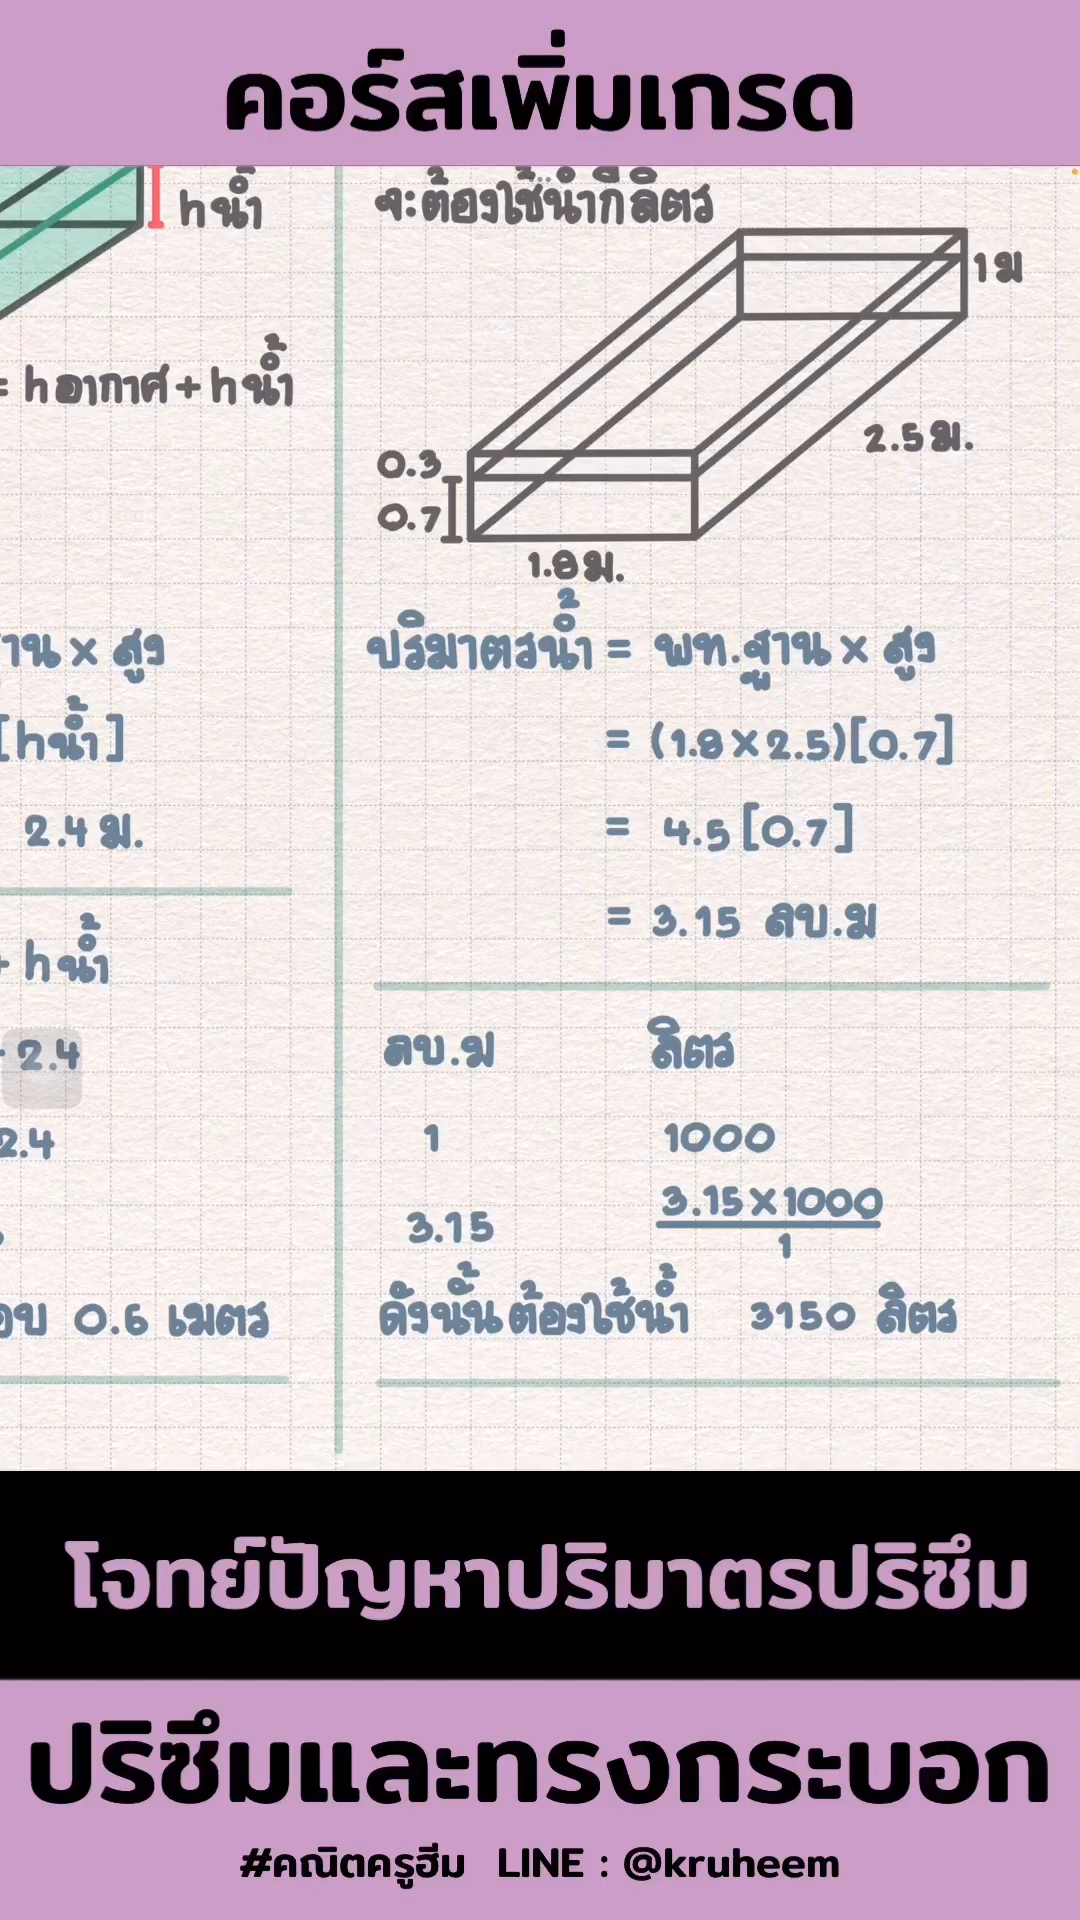 คอร์สเพิ่มเกรด
h น้ำ
= h อากาศ + h น้ำ
าน x สูง
[h น้ำ]
2.4 ม.
+ h น้ำ
- 2.4
2.4
อบ 0.6 เมตร
จะต้องใช้น้ำกี่ลิตร
1 ม
2.5 ม.
0.3
0.7
1.8 ม.
ปริมาตรน้ำ = พท.ฐาน x สูง
= (1.8 x 2.5)[0.7]
= 4.5 [0.7]
= 3.15 ลบ.ม
ลบ.ม ลิตร
1 1000
3.15 3.15 x 1000
1
ดังนั้น ต้องใช้น้ำ 3150 ลิตร
โจทย์ปัญหาปริมาตรปริซึม
ปริซึมและทรงกระบอก
#คณิตครูฮีม LINE : @kruheem